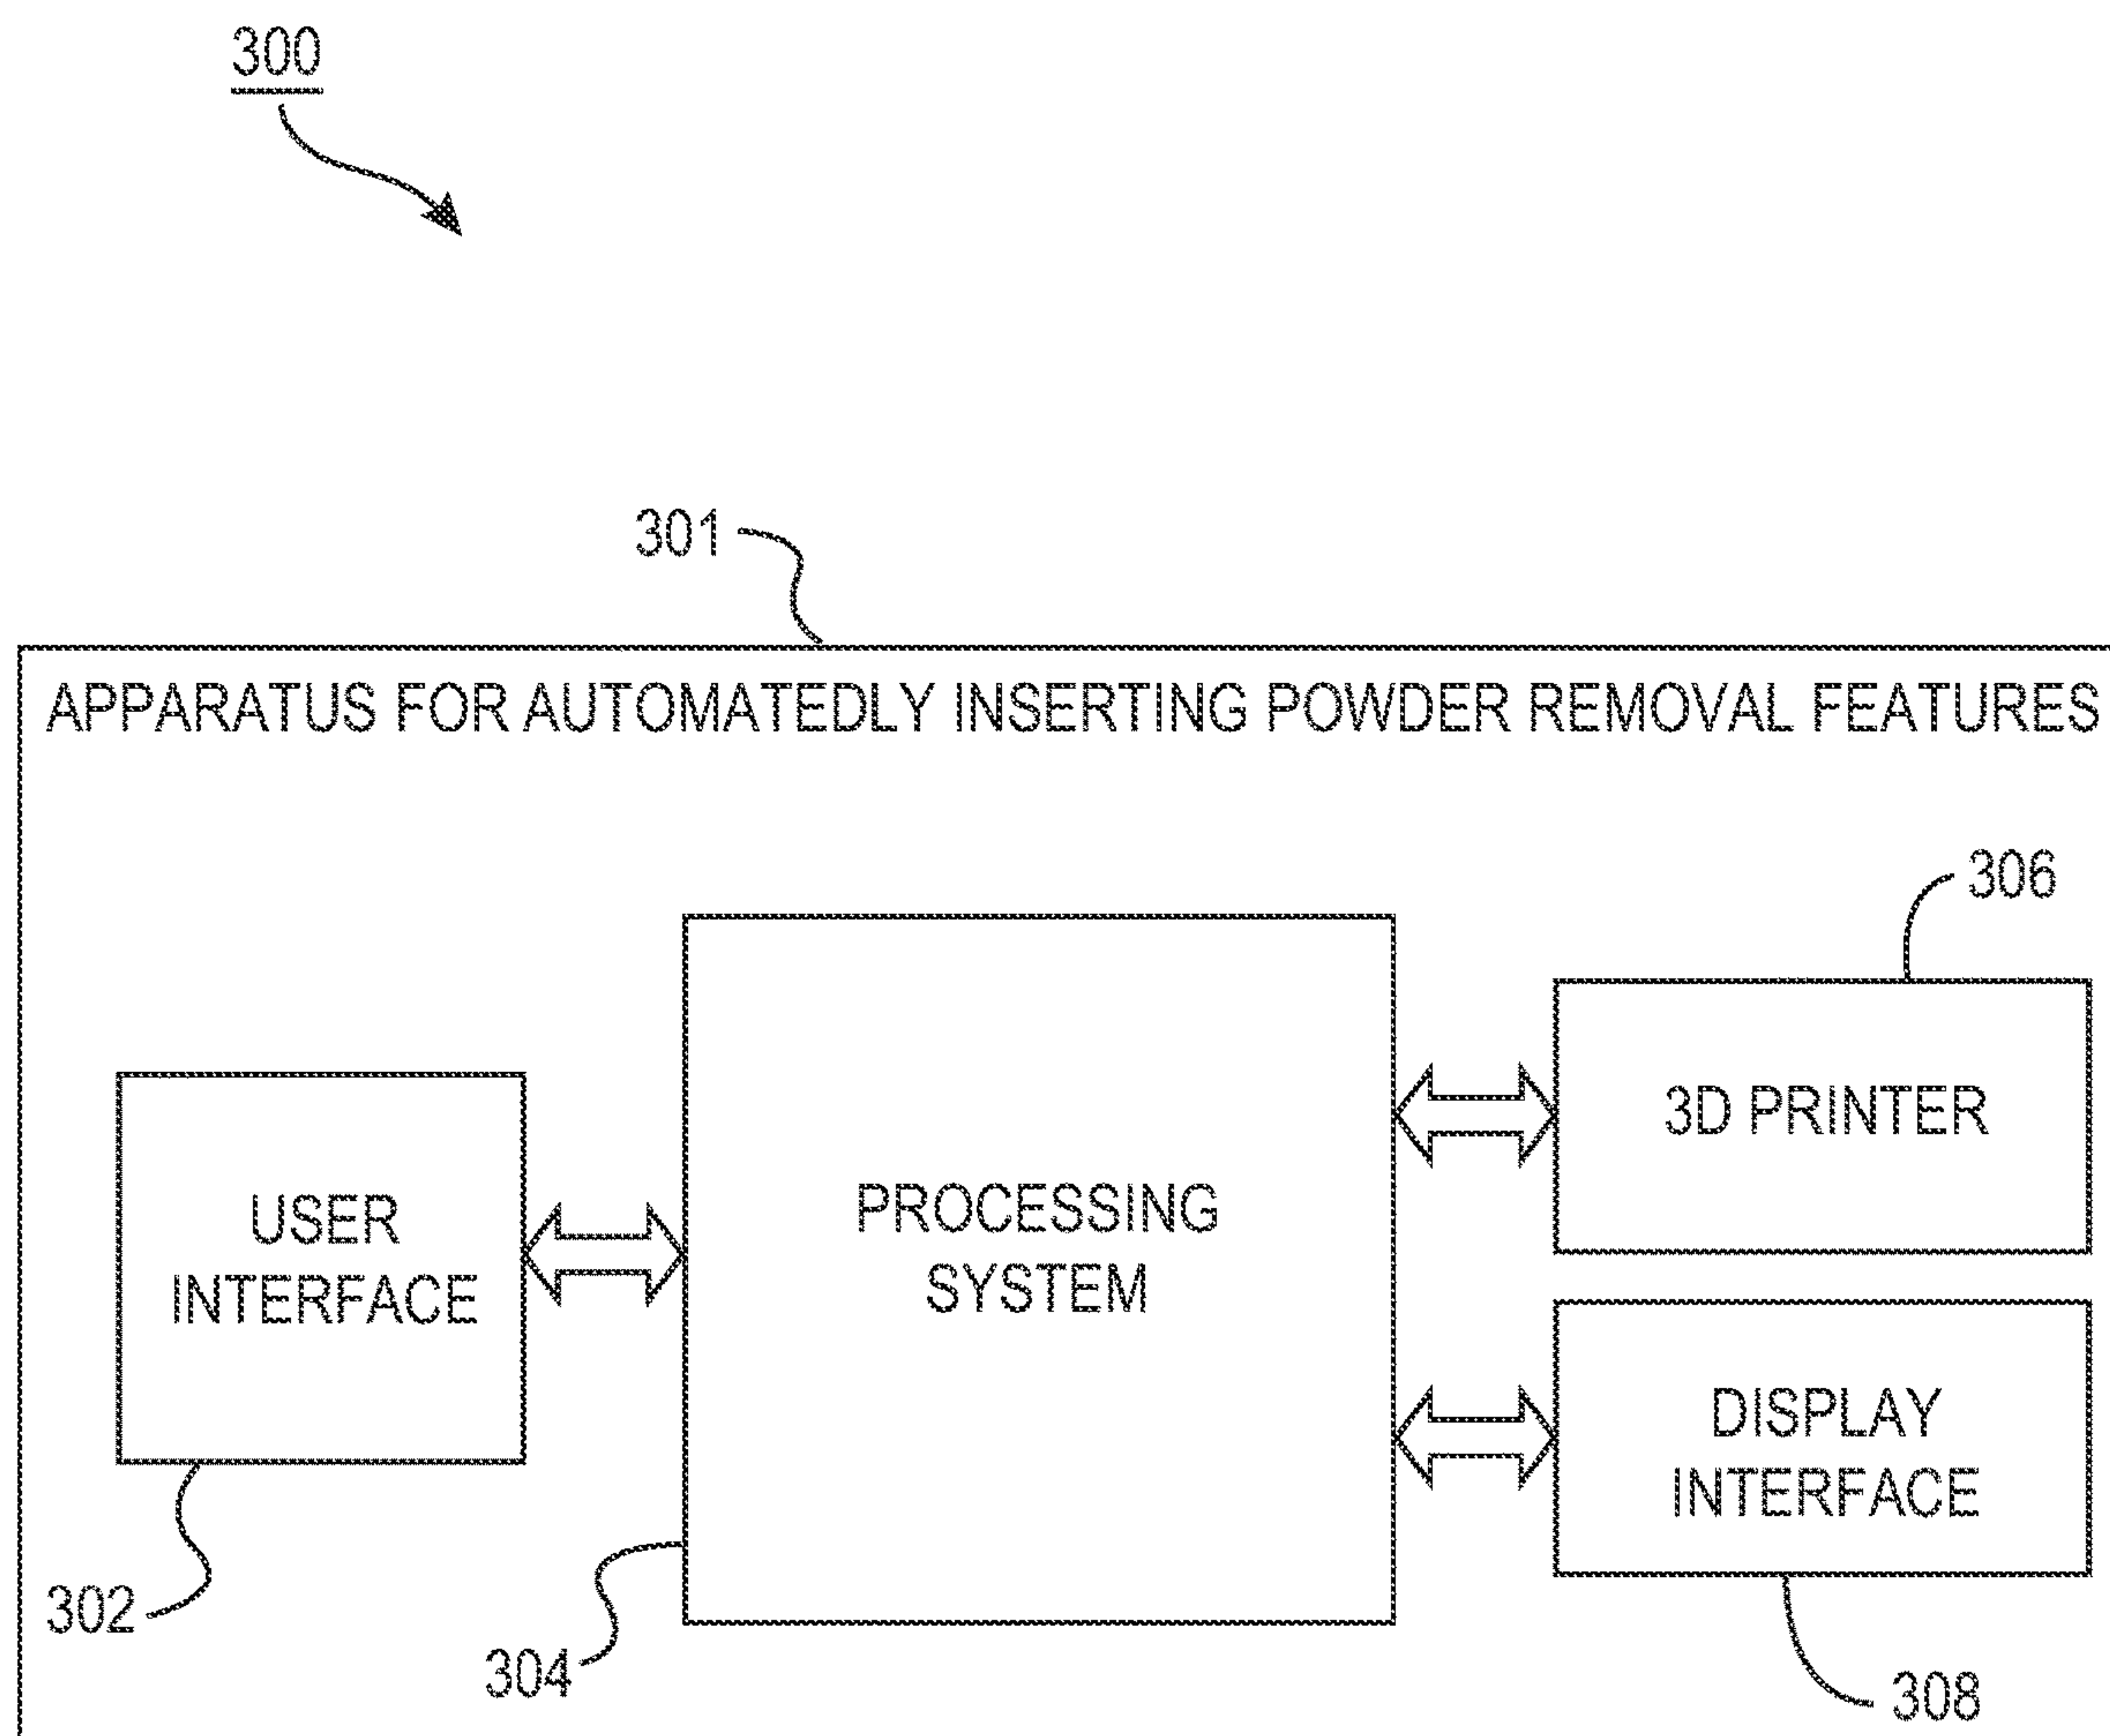 300
301
APPARATUS FOR AUTOMATEDLY INSERTING POWDER REMOVAL FEATURES
306
3D PRINTER
USER
INTERFACE
PROCESSING
SYSTEM
DISPLAY
INTERFACE
302
304
308